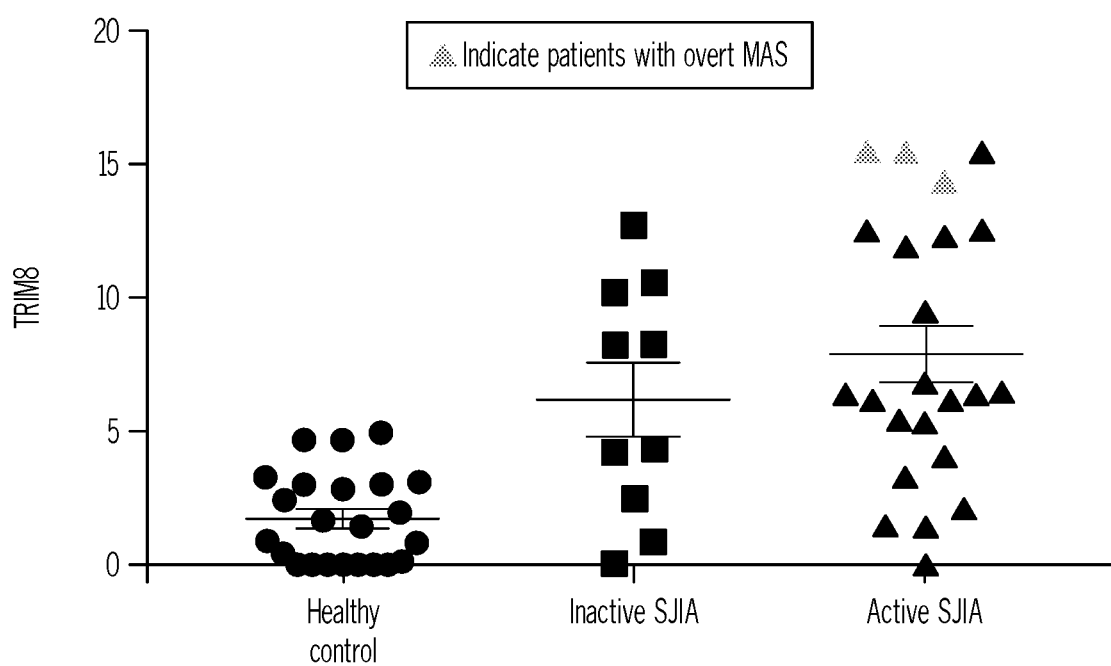 20
Indicate patients with overt MAS
15
10
5
0
TRIM8
Healthy
control
Inactive SJIA
Active SJIA